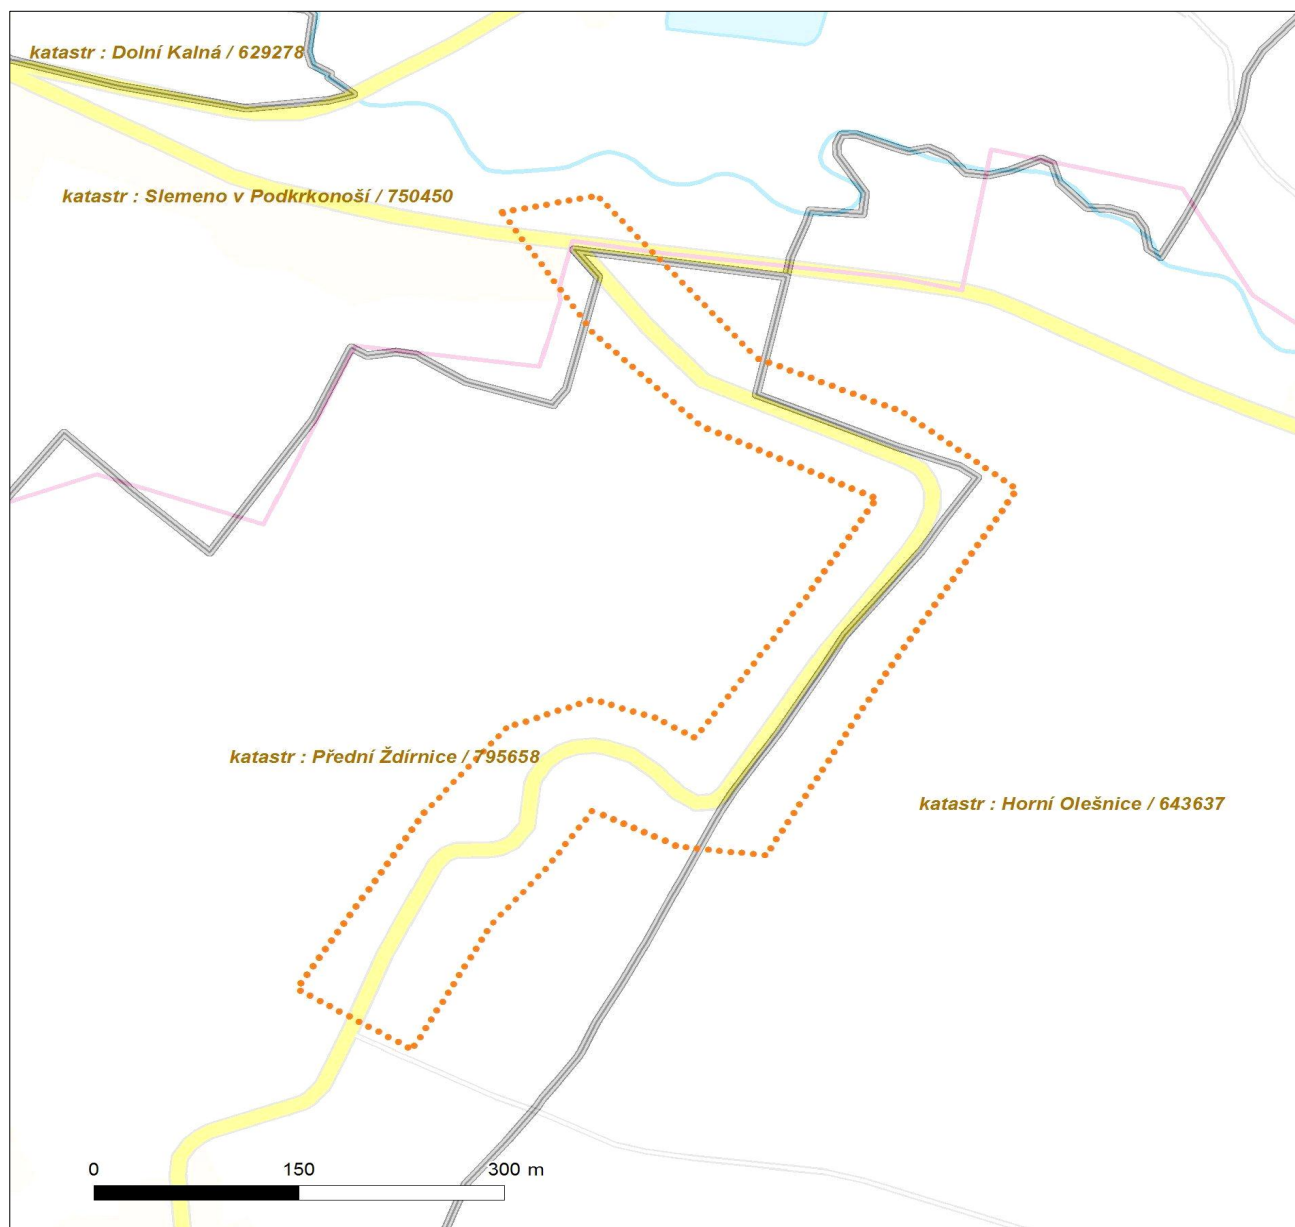 katastr : Dolní Kalná / 629278
katastr : Slemeno v Podkrkonoší / 750450
katastr : Přední Ždírnice / 795658
katastr : Horní Olešnice / 643637
0 150 300 m